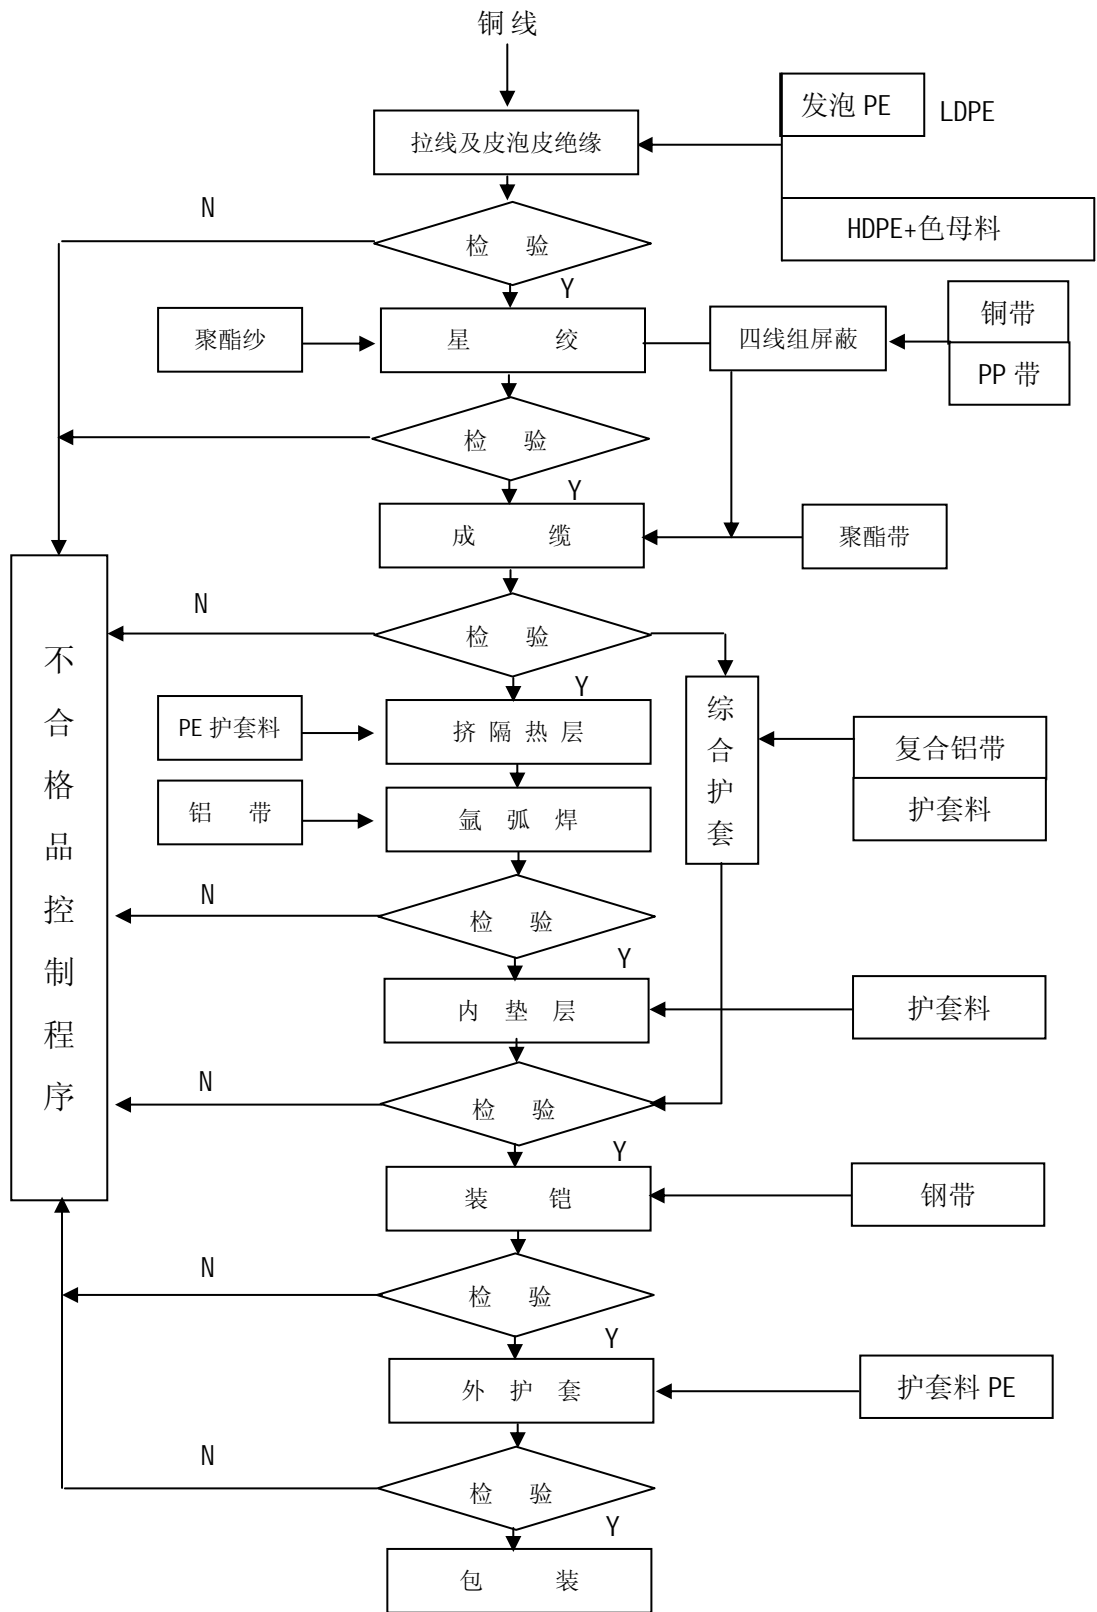 铜线
发泡 PE
LDPE
拉线及皮泡皮绝缘
N
HDPE+色母料
检 验
Y
铜带
聚酯纱
星 绞
四线组屏蔽
PP 带
检 验
Y
成 缆
聚酯带
N
检 验
不合格品控制程序
Y
综合护套
PE 护套料
挤 隔 热 层
复合铝带
铝 带
氩 弧 焊
护套料
N
检 验
Y
内 垫 层
护套料
N
检 验
Y
装 铠
钢带
N
检 验
Y
外 护 套
护套料 PE
N
检 验
Y
包 装